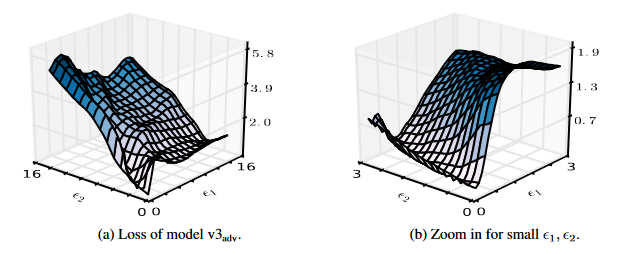 5.8
3.9
2.0
16
ϵ2
0 0
ϵ1
16
(a) Loss of model v3adv.
1.9
1.3
0.7
3
ϵ2
0 0
ϵ1
3
(b) Zoom in for small ϵ1, ϵ2.